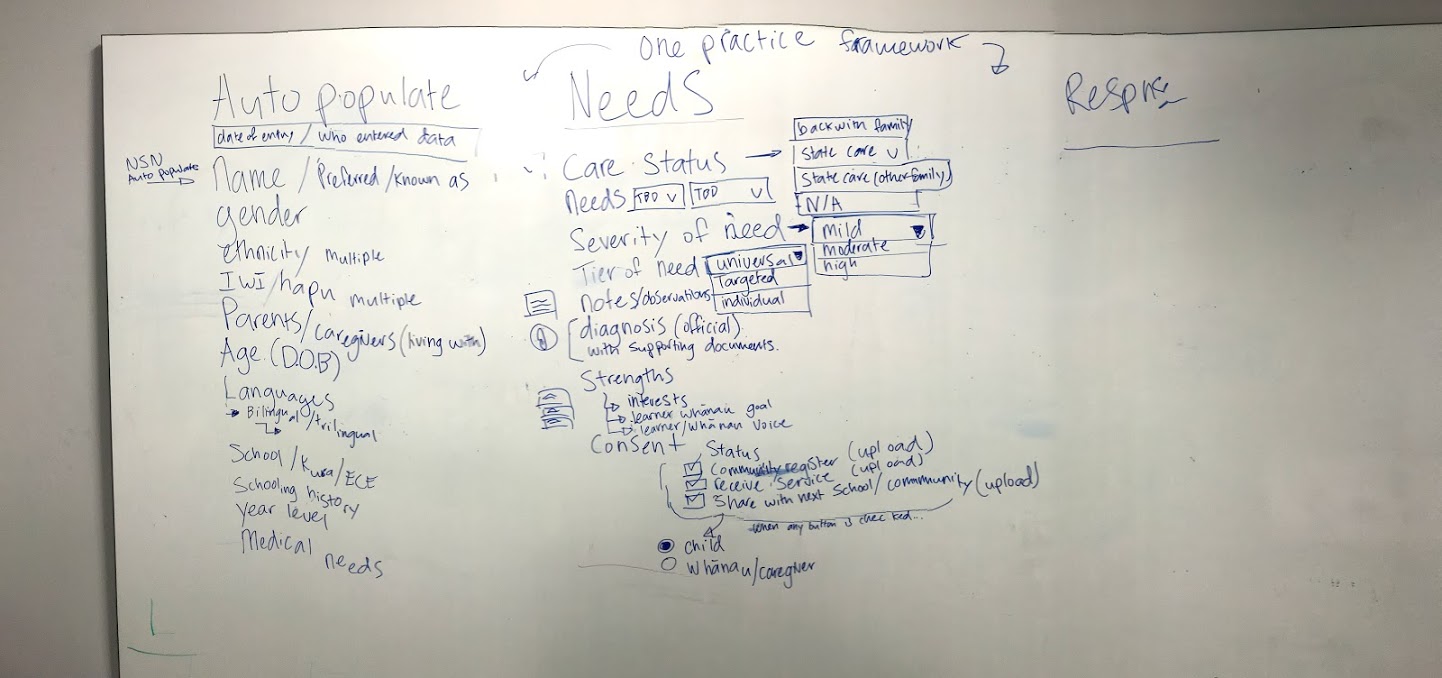 One practice framework
Auto populate
date of entry / who entered data
NSN
Auto populate
Name / Preferred / Known as
gender
ethnicity multiple
IWI / hapu multiple
Parents / caregivers (living with)
Age (D.O.B)
Languages
Bilingual / trilingual
School / Kura / ECE
Schooling history
Year level
Medical needs
Needs
Care Status
back with family
State care
State care (other family)
N/A
Needs TBD TOD
Severity of need
mild
moderate
high
Tier of need
universal
Targeted
individual
notes/observations
diagnosis (official)
with supporting documents.
Strengths
interests
learner whānau goal
learner/whānau voice
Consent
Status
Community register (upload)
receive service (upload)
Share with next school/community (upload)
when any button is checked...
child
whānau/caregiver
Respnse